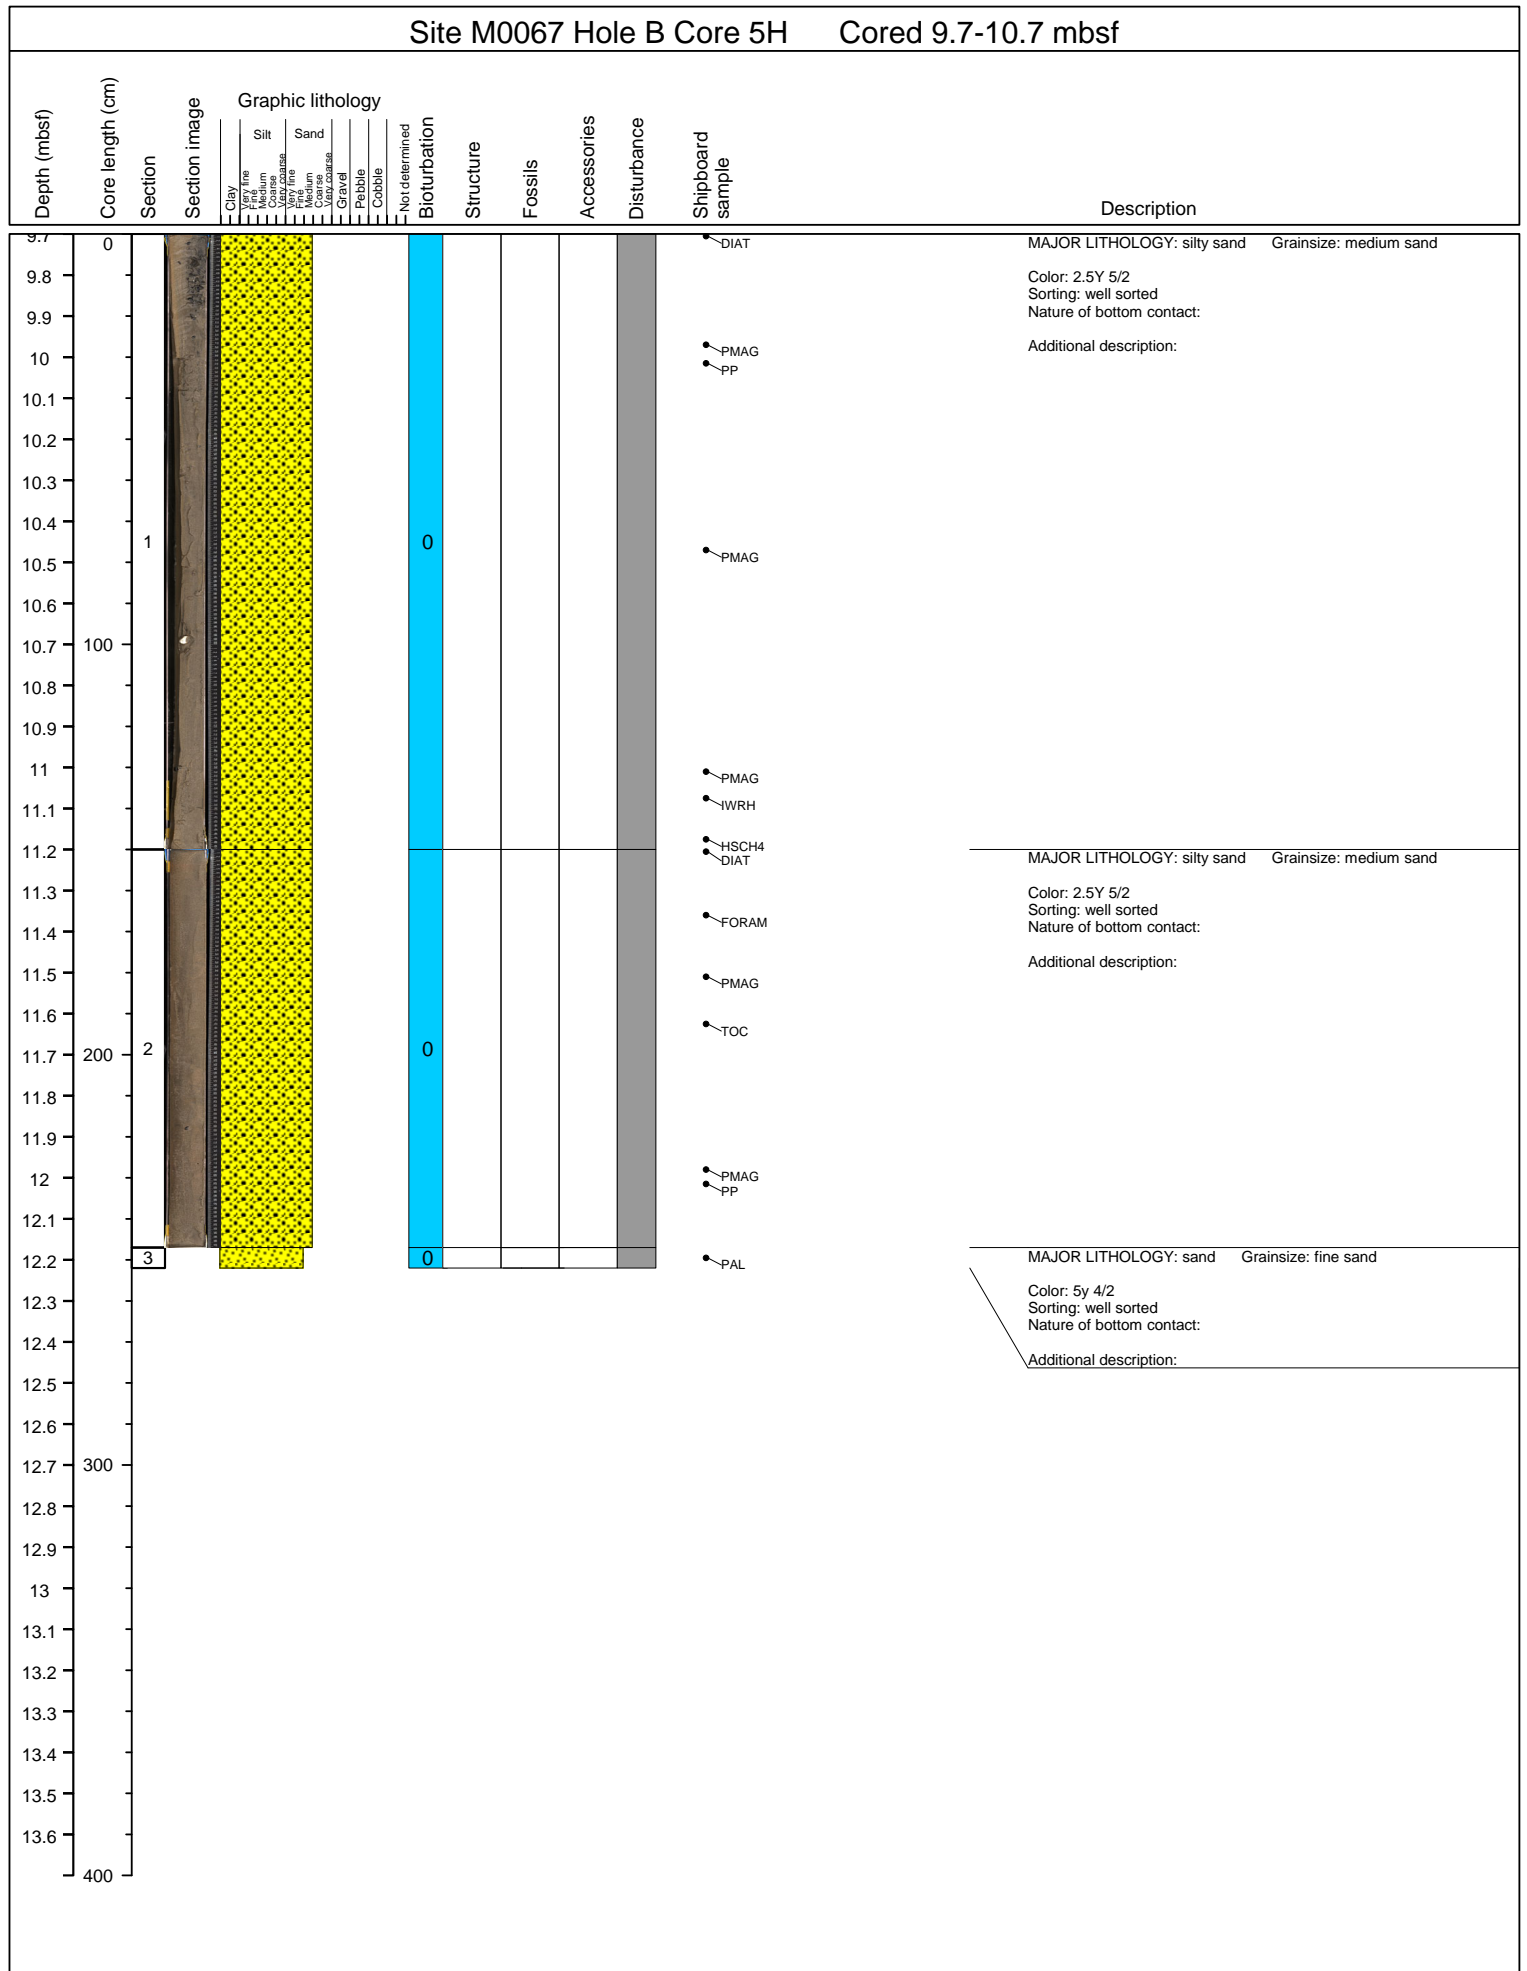 Site M0067 Hole B Core 5H Cored 9.7-10.7 mbsf
Depth (mbsf)
Core length (cm)
Section
Section image
Graphic lithology
Clay
Silt
Very fine
Fine
Medium
Coarse
Very coarse
Sand
Very fine
Fine
Medium
Coarse
Very coarse
Gravel
Pebble
Cobble
Not determined
Bioturbation
Structure
Fossils
Accessories
Disturbance
Shipboard
sample
Description
9.7
9.8
9.9
10
10.1
10.2
10.3
10.4
10.5
10.6
10.7
10.8
10.9
11
11.1
11.2
11.3
11.4
11.5
11.6
11.7
11.8
11.9
12
12.1
12.2
12.3
12.4
12.5
12.6
12.7
12.8
12.9
13
13.1
13.2
13.3
13.4
13.5
13.6
0
100
200
300
400
1
2
3
0
0
0
DIAT
PMAG
PP
PMAG
PMAG
IWRH
HSCH4
DIAT
FORAM
PMAG
TOC
PMAG
PP
PAL
MAJOR LITHOLOGY: silty sand Grainsize: medium sand
Color: 2.5Y 5/2
Sorting: well sorted
Nature of bottom contact:
Additional description:
MAJOR LITHOLOGY: silty sand Grainsize: medium sand
Color: 2.5Y 5/2
Sorting: well sorted
Nature of bottom contact:
Additional description:
MAJOR LITHOLOGY: sand Grainsize: fine sand
Color: 5y 4/2
Sorting: well sorted
Nature of bottom contact:
Additional description: